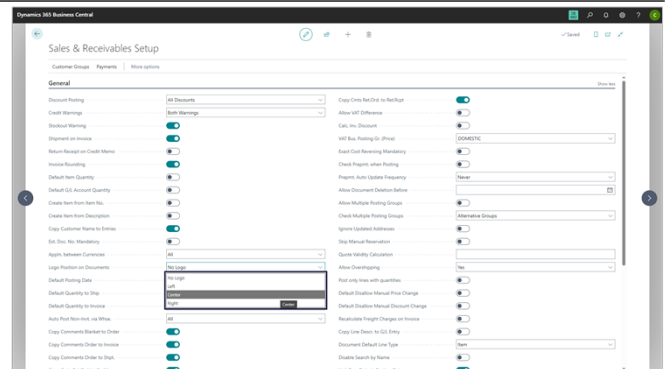 Dynamics 365 Business Central
Saved
Sales & Receivables Setup
Customer Groups Payments More options
General
Show less
Discount Posting All Discounts
Credit Warnings Both Warnings
Stockout Warning
Shipment on Invoice
Return Receipt on Credit Memo
Invoice Rounding
Default Item Quantity
Default G/L Account Quantity
Create Item from Item No.
Create Item from Description
Copy Customer Name to Entries
Ext. Doc. No. Mandatory
Appln. between Currencies All
Logo Position on Documents No Logo
No Logo
Left
Center
Right
Center
Default Posting Date
Default Quantity to Ship
Default Quantity to Invoice
Auto Post Non-Invt. via Whse. All
Copy Comments Blanket to Order
Copy Comments Order to Invoice
Copy Comments Order to Shpt.
Copy Cmts Ret.Ord. to Ret.Rcpt
Allow VAT Difference
Calc. Inv. Discount
VAT Bus. Posting Gr. (Price) DOMESTIC
Exact Cost Reversing Mandatory
Check Prepmt. when Posting
Prepmt. Auto Update Frequency Never
Allow Document Deletion Before
Allow Multiple Posting Groups
Check Multiple Posting Groups Alternative Groups
Ignore Updated Addresses
Skip Manual Reservation
Quote Validity Calculation
Allow Overshipping Yes
Post only lines with quantities
Default Disallow Manual Price Change
Default Disallow Manual Discount Change
Recalculate Freight Charges on Invoice
Copy Line Descr. to G/L Entry
Document Default Line Type Item
Disable Search by Name